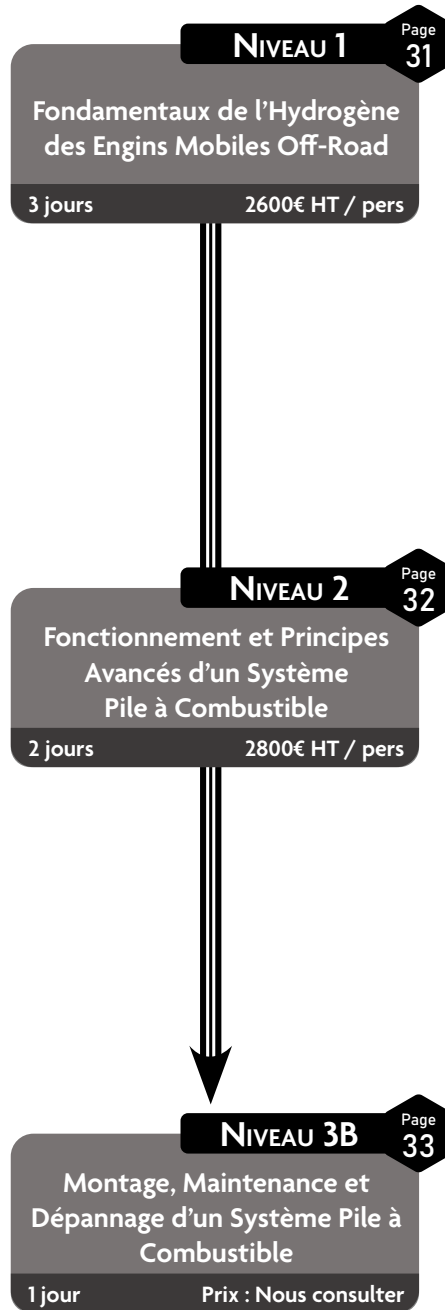 NIVEAU 1
Page
31
Fondamentaux de l’Hydrogène
des Engins Mobiles Off-Road
3 jours 2600€ HT / pers
NIVEAU 2
Page
32
Fonctionnement et Principes
Avancés d’un Système
Pile à Combustible
2 jours 2800€ HT / pers
NIVEAU 3B
Page
33
Montage, Maintenance et
Dépannage d’un Système Pile à
Combustible
1 jour Prix : Nous consulter